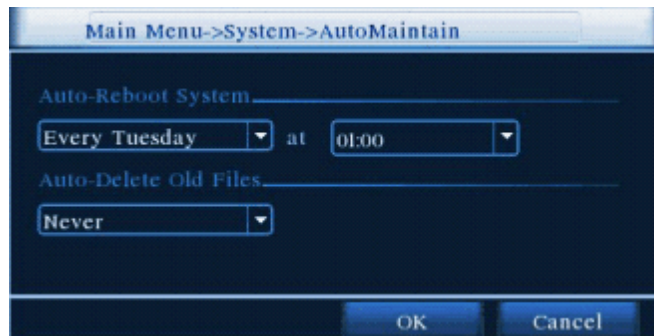 Main Menu->System->AutoMaintain
Auto-Reboot System
Every Tuesday at 01:00
Auto-Delete Old Files
Never
OK Cancel